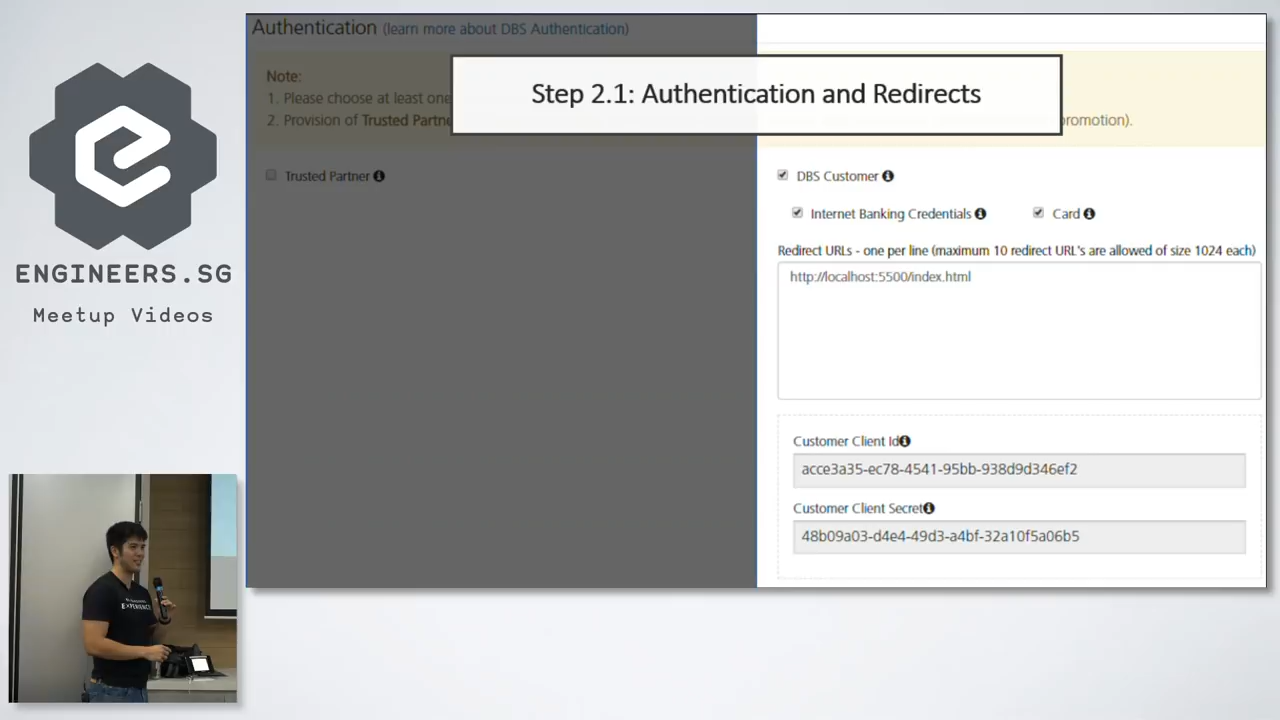 Authentication (learn more about DBS Authentication)
Step 2.1: Authentication and Redirects
Note:
1. Please choose at least one
2. Provision of Trusted
promotion).
Trusted Partner
DBS Customer
Internet Banking Credentials
Card
Redirect URLs - one per line (maximum 10 redirect URL's are allowed of size 1024 each)
http://localhost:5500/index.html
Customer Client Id
acce3a35-ec78-4541-95bb-938d9d346ef2
Customer Client Secret
48b09a03-d4e4-49d3-a4bf-32a10f5a06b5
ENGINEERS.SG
Meetup Videos
EXPERIENCE